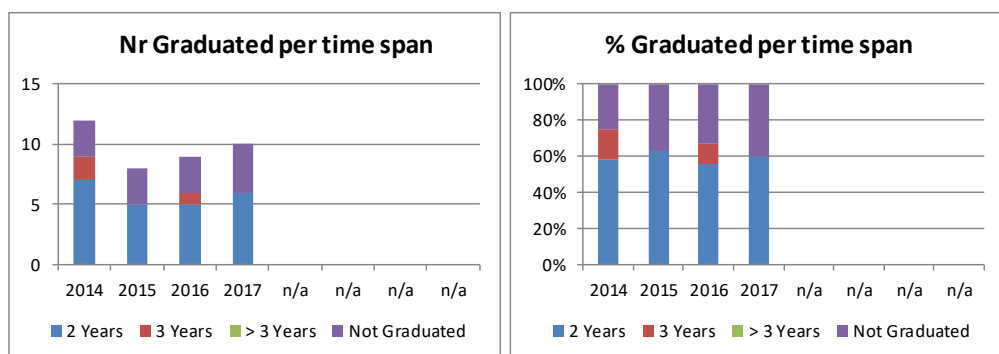 Nr Graduated per time span
15
10
5
0
2014 2015 2016 2017 n/a n/a n/a n/a
2 Years 3 Years > 3 Years Not Graduated
% Graduated per time span
100%
80%
60%
40%
20%
0%
2014 2015 2016 2017 n/a n/a n/a n/a
2 Years 3 Years > 3 Years Not Graduated